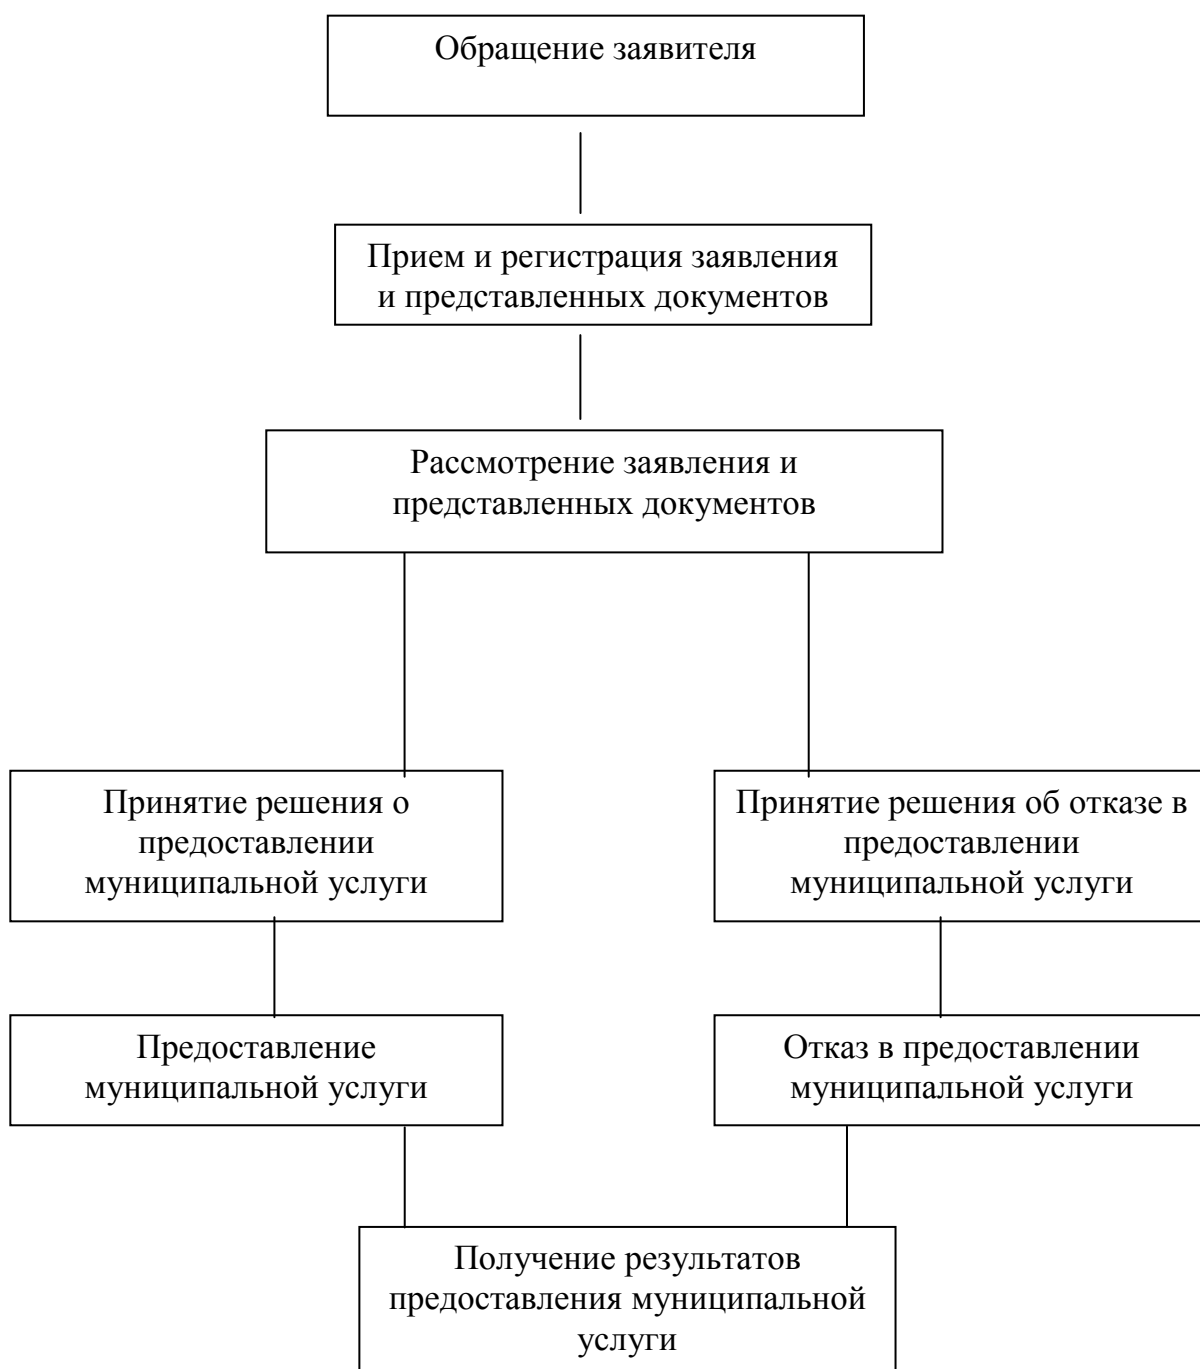 Обращение заявителя
Прием и регистрация заявления
и представленных документов
Рассмотрение заявления и
представленных документов
Принятие решения о
предоставлении
муниципальной услуги
Принятие решения об отказе в
предоставлении
муниципальной услуги
Предоставление
муниципальной услуги
Отказ в предоставлении
муниципальной услуги
Получение результатов
предоставления муниципальной
услуги